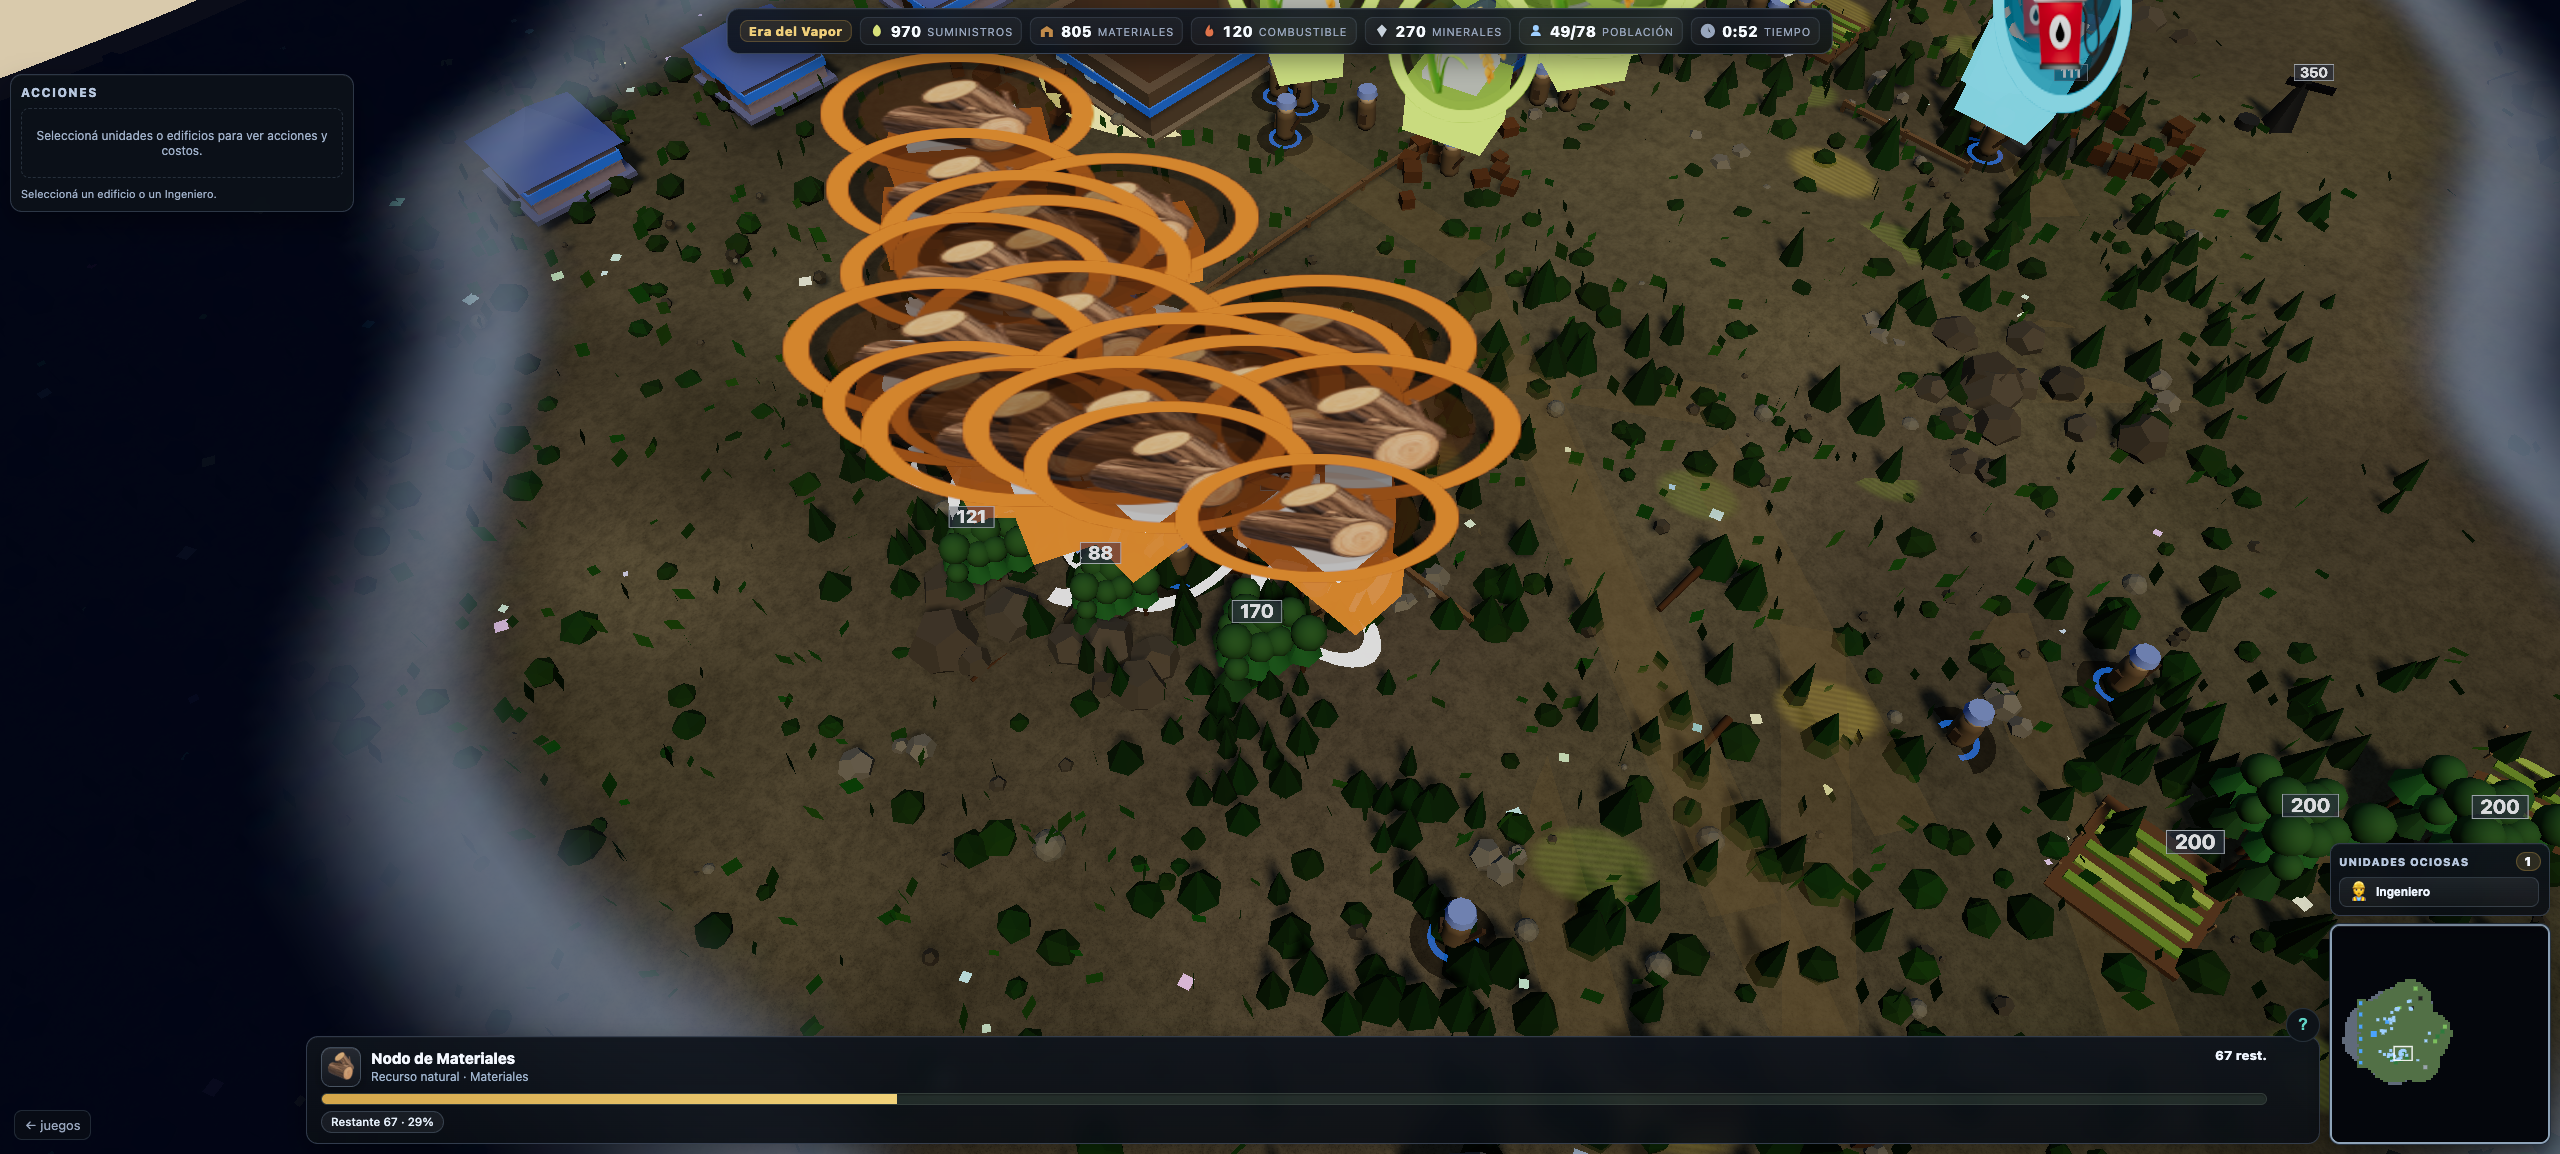 Era del Vapor
970 SUMINISTROS
805 MATERIALES
120 COMBUSTIBLE
270 MINERALES
49/78 POBLACIÓN
0:52 TIEMPO
ACCIONES
Seleccioná unidades o edificios para ver acciones y
costos.
Seleccioná un edificio o un Ingeniero.
111
350
121
88
170
200
200
200
UNIDADES OCIOSAS 1
Ingeniero
?
Nodo de Materiales
Recurso natural · Materiales
67 rest.
Restante 67 · 29%
← juegos